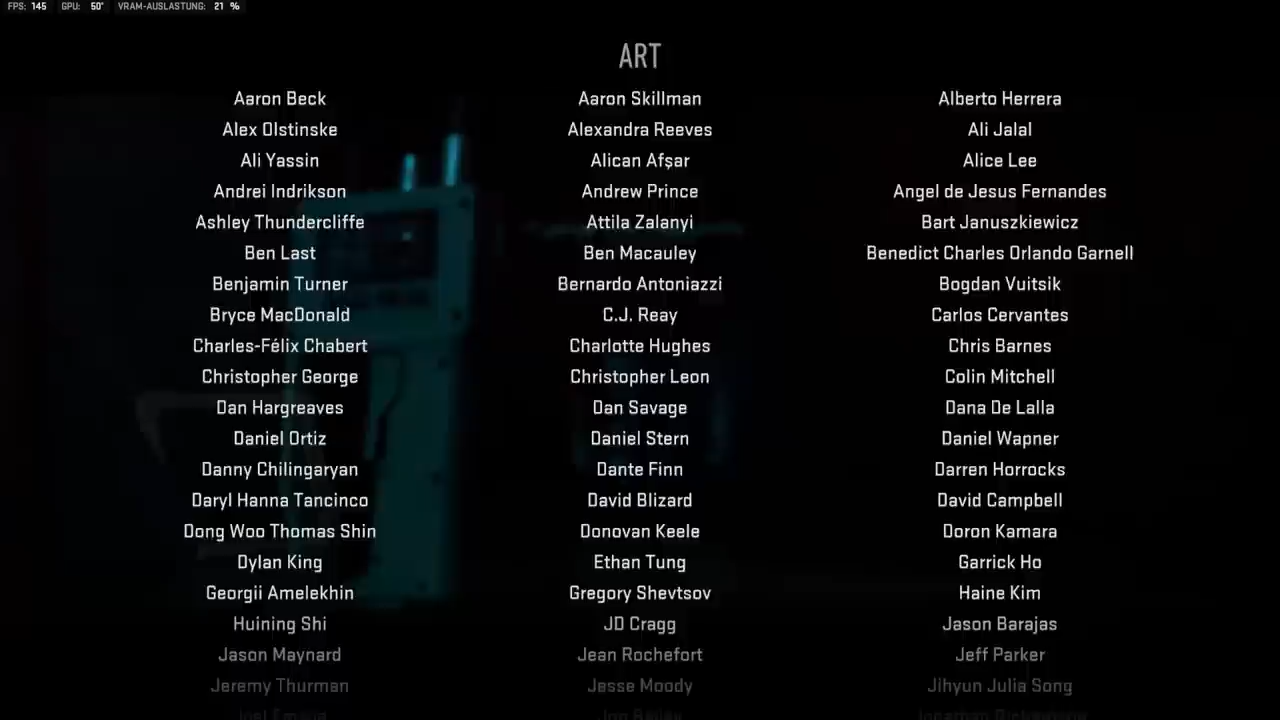 FPS: 145 GPU: 50° VRAM-AUSLASTUNG: 21 %
ART
Aaron Beck Aaron Skillman Alberto Herrera
Alex Olstinske Alexandra Reeves Ali Jalal
Ali Yassin Alican Afşar Alice Lee
Andrei Indrikson Andrew Prince Angel de Jesus Fernandes
Ashley Thundercliffe Attila Zalanyi Bart Januszkiewicz
Ben Last Ben Macauley Benedict Charles Orlando Garnell
Benjamin Turner Bernardo Antoniazzi Bogdan Vuitsik
Bryce MacDonald C.J. Reay Carlos Cervantes
Charles-Félix Chabert Charlotte Hughes Chris Barnes
Christopher George Christopher Leon Colin Mitchell
Dan Hargreaves Dan Savage Dana De Lalla
Daniel Ortiz Daniel Stern Daniel Wapner
Danny Chilingaryan Dante Finn Darren Horrocks
Daryl Hanna Tancinco David Blizard David Campbell
Dong Woo Thomas Shin Donovan Keele Doron Kamara
Dylan King Ethan Tung Garrick Ho
Georgii Amelekhin Gregory Shevtsov Haine Kim
Huining Shi JD Cragg Jason Barajas
Jason Maynard Jean Rochefort Jeff Parker
Jeremy Thurman Jesse Moody Jihyun Julia Song